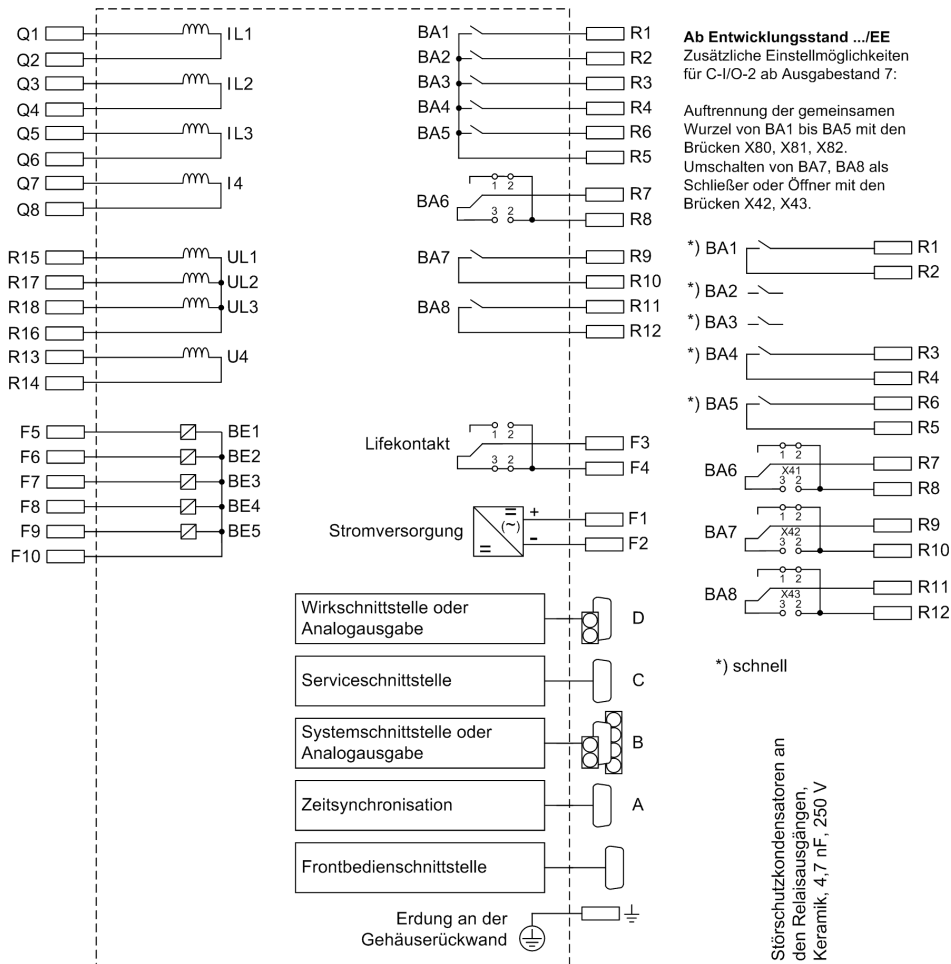 Q1 IL1
Q2
Q3 IL2
Q4
Q5 IL3
Q6
Q7 I4
Q8
R15 UL1
R17 UL2
R18 UL3
R16
R13 U4
R14
F5 BE1
F6 BE2
F7 BE3
F8 BE4
F9 BE5
F10
BA1 R1
BA2 R2
BA3 R3
BA4 R4
BA5 R6
R5
1 2
BA6 R7
3 2 R8
BA7 R9
R10
BA8 R11
R12
1 2
Lifekontakt F3
3 2 F4
Stromversorgung = (~) = + F1
- F2
Wirkschnittstelle oder
Analogausgabe
D
Serviceschnittstelle
C
Systemschnittstelle oder
Analogausgabe
B
Zeitsynchronisation
A
Frontbedienschnittstelle
Erdung an der
Gehäuserückwand
Ab Entwicklungsstand .../EE
Zusätzliche Einstellmöglichkeiten
für C-I/O-2 ab Ausgabestand 7:
Auftrennung der gemeinsamen
Wurzel von BA1 bis BA5 mit den
Brücken X80, X81, X82.
Umschalten von BA7, BA8 als
Schließer oder Öffner mit den
Brücken X42, X43.
*) BA1 R1
R2
*) BA2
*) BA3
*) BA4 R3
R4
*) BA5 R6
R5
1 2
BA6 X41 R7
3 2 R8
1 2
BA7 X42 R9
3 2 R10
1 2
BA8 X43 R11
3 2 R12
*) schnell
Störschutzkondensatoren an
den Relaisausgängen,
Keramik, 4,7 nF, 250 V